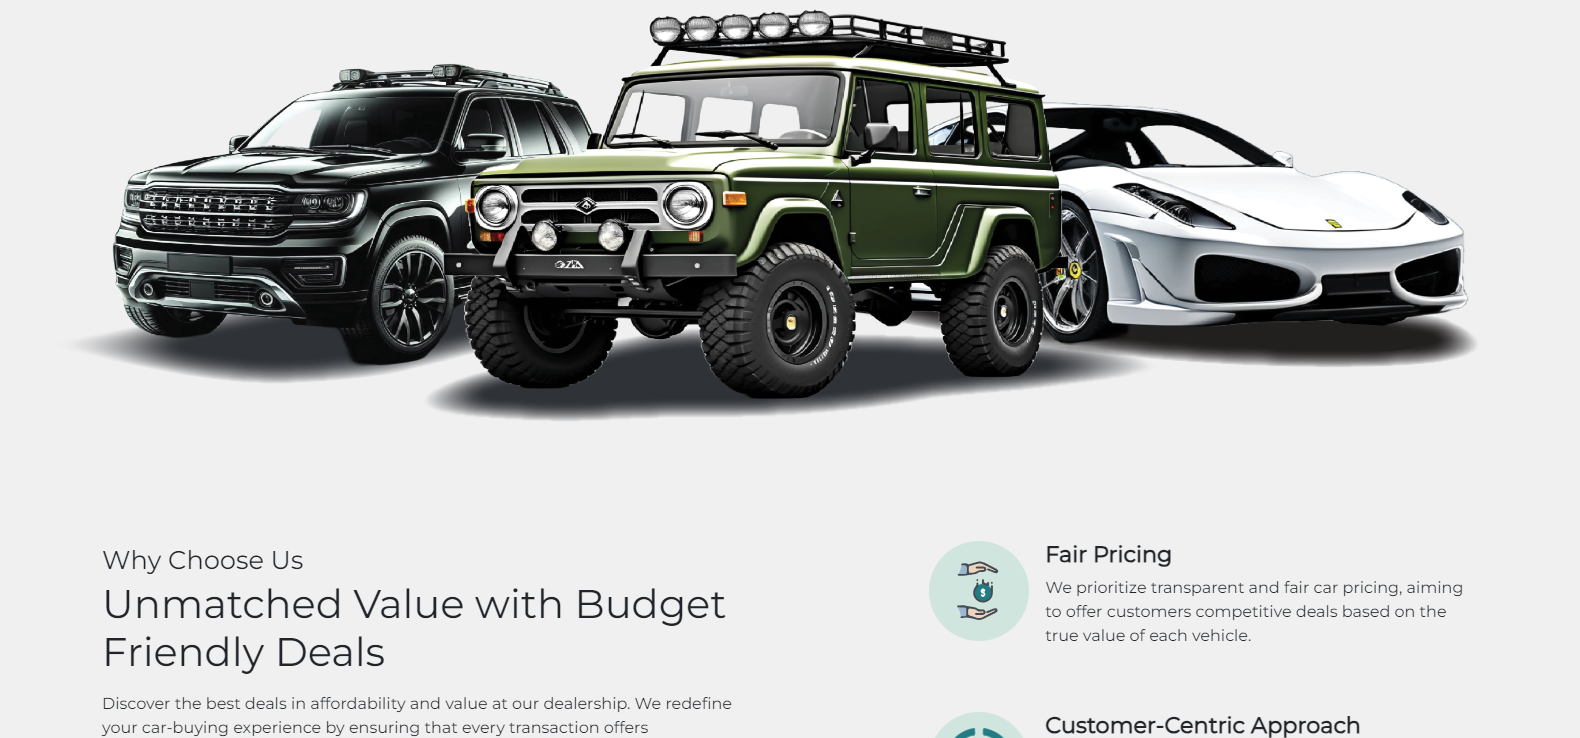 Why Choose Us
Unmatched Value with Budget
Friendly Deals
Discover the best deals in affordability and value at our dealership. We redefine
your car-buying experience by ensuring that every transaction offers
Fair Pricing
We prioritize transparent and fair car pricing, aiming
to offer customers competitive deals based on the
true value of each vehicle.
Customer-Centric Approach